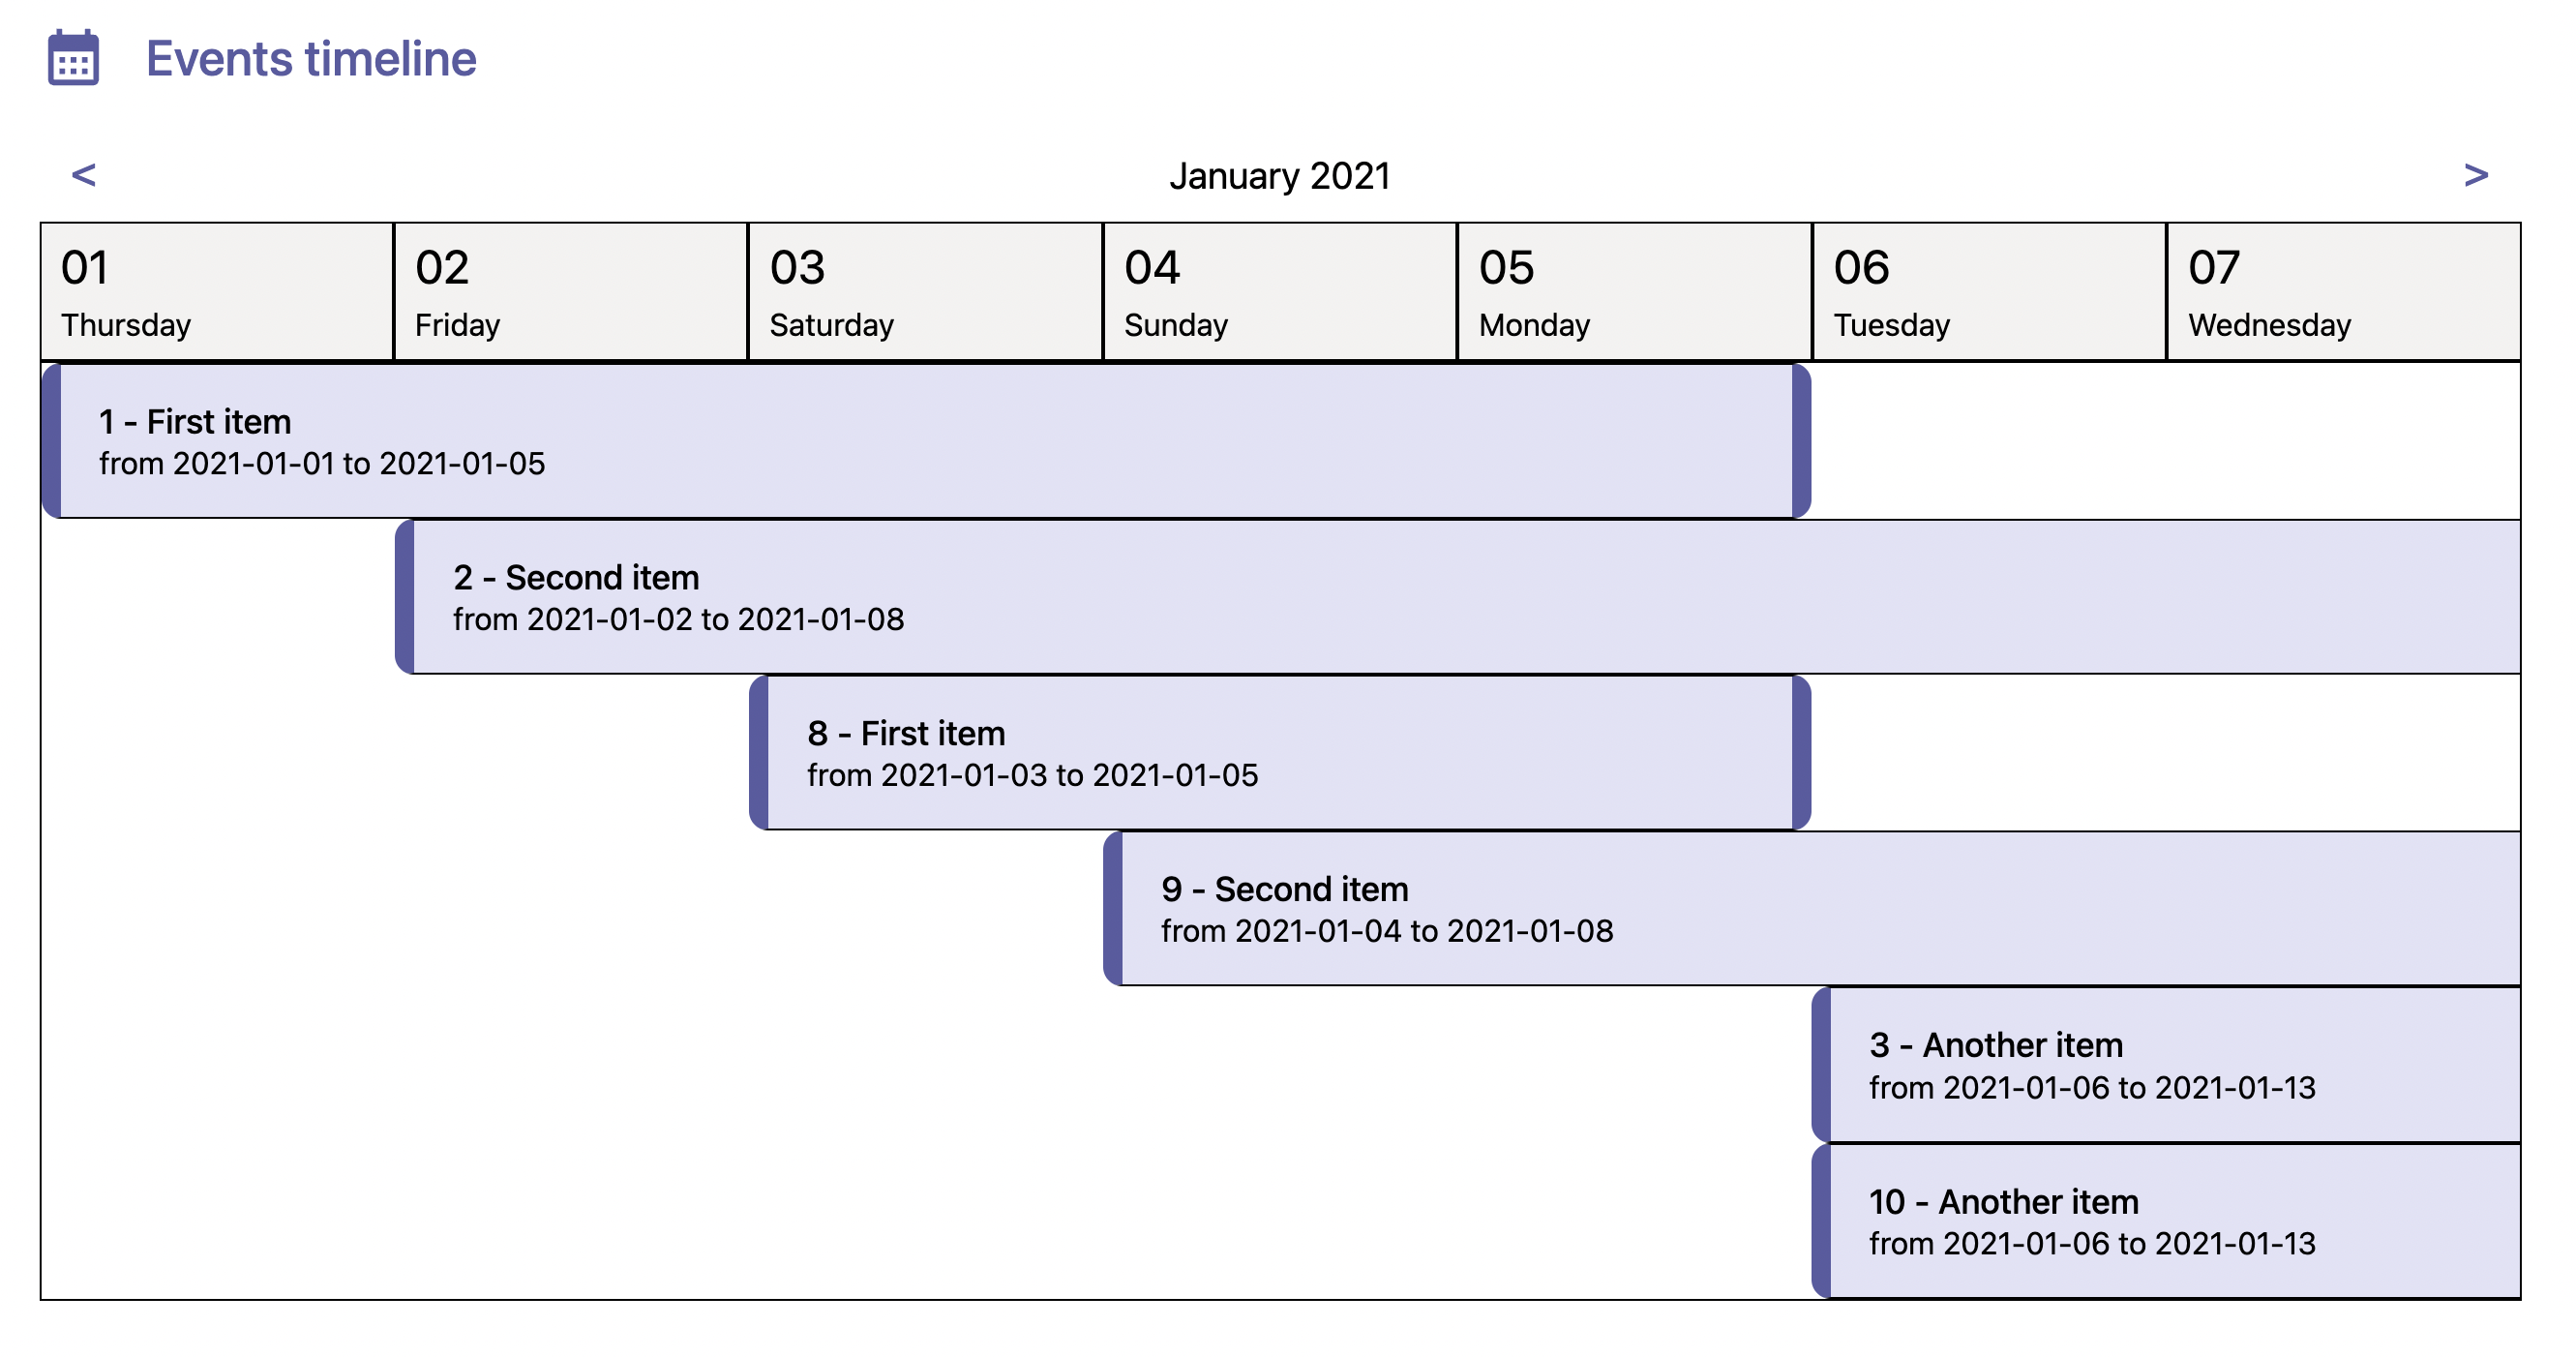 Events timeline
< January 2021 >
01 02 03 04 05 06 07
Thursday Friday Saturday Sunday Monday Tuesday Wednesday
1 - First item
from 2021-01-01 to 2021-01-05
2 - Second item
from 2021-01-02 to 2021-01-08
8 - First item
from 2021-01-03 to 2021-01-05
9 - Second item
from 2021-01-04 to 2021-01-08
3 - Another item
from 2021-01-06 to 2021-01-13
10 - Another item
from 2021-01-06 to 2021-01-13